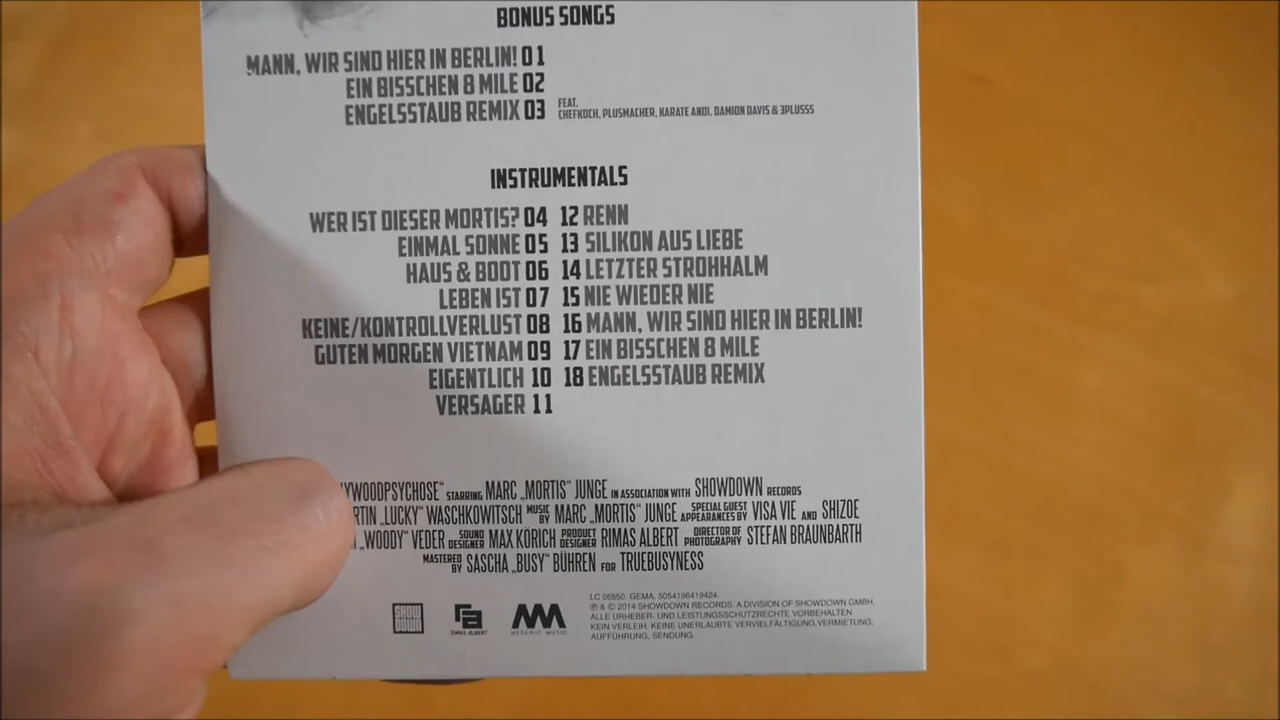 BONUS SONGS
MANN, WIR SIND HIER IN BERLIN! 01
EIN BISSCHEN 8 MILE 02
ENGELSSTAUB REMIX 03 FEAT. CHEFKOCH, PLUSMACHER, KARATE ANDI, DAMION DAVIS & 3PLUSSS
INSTRUMENTALS
WER IST DIESER MORTIS? 04 12 RENN
EINMAL SONNE 05 13 SILIKON AUS LIEBE
HAUS & BOOT 06 14 LETZTER STROHHALM
LEBEN IST 07 15 NIE WIEDER NIE
KEINE/KONTROLLVERLUST 08 16 MANN, WIR SIND HIER IN BERLIN!
GUTEN MORGEN VIETNAM 09 17 EIN BISSCHEN 8 MILE
EIGENTLICH 10 18 ENGELSSTAUB REMIX
VERSAGER 11
YWOODPSYCHOSE“ STARRING MARC „MORTIS“ JUNGE IN ASSOCIATION WITH SHOWDOWN RECORDS
RTIN „LUCKY“ WASCHKOWITSCH MUSIC BY MARC „MORTIS“ JUNGE SPECIAL GUEST APPEARANCES BY VISA VIE AND SHIZOE
„WOODY“ VEDER SOUND DESIGNER MAX KÖRICH PRODUCT DESIGNER RIMAS ALBERT DIRECTOR OF PHOTOGRAPHY STEFAN BRAUNBARTH
MASTERED BY SASCHA „BUSY“ BÜHREN FOR TRUEBUSYNESS
LC 06550. GEMA. 5054196419424.
℗ & © 2014 SHOWDOWN RECORDS. A DIVISION OF SHOWDOWN GMBH.
ALLE URHEBER- UND LEISTUNGSSCHUTZRECHTE VORBEHALTEN
KEIN VERLEIH. KEINE UNERLAUBTE VERVIELFÄLTIGUNG, VERMIETUNG,
AUFFÜHRUNG, SENDUNG.
SHOW DOWN
RIMAS ALBERT